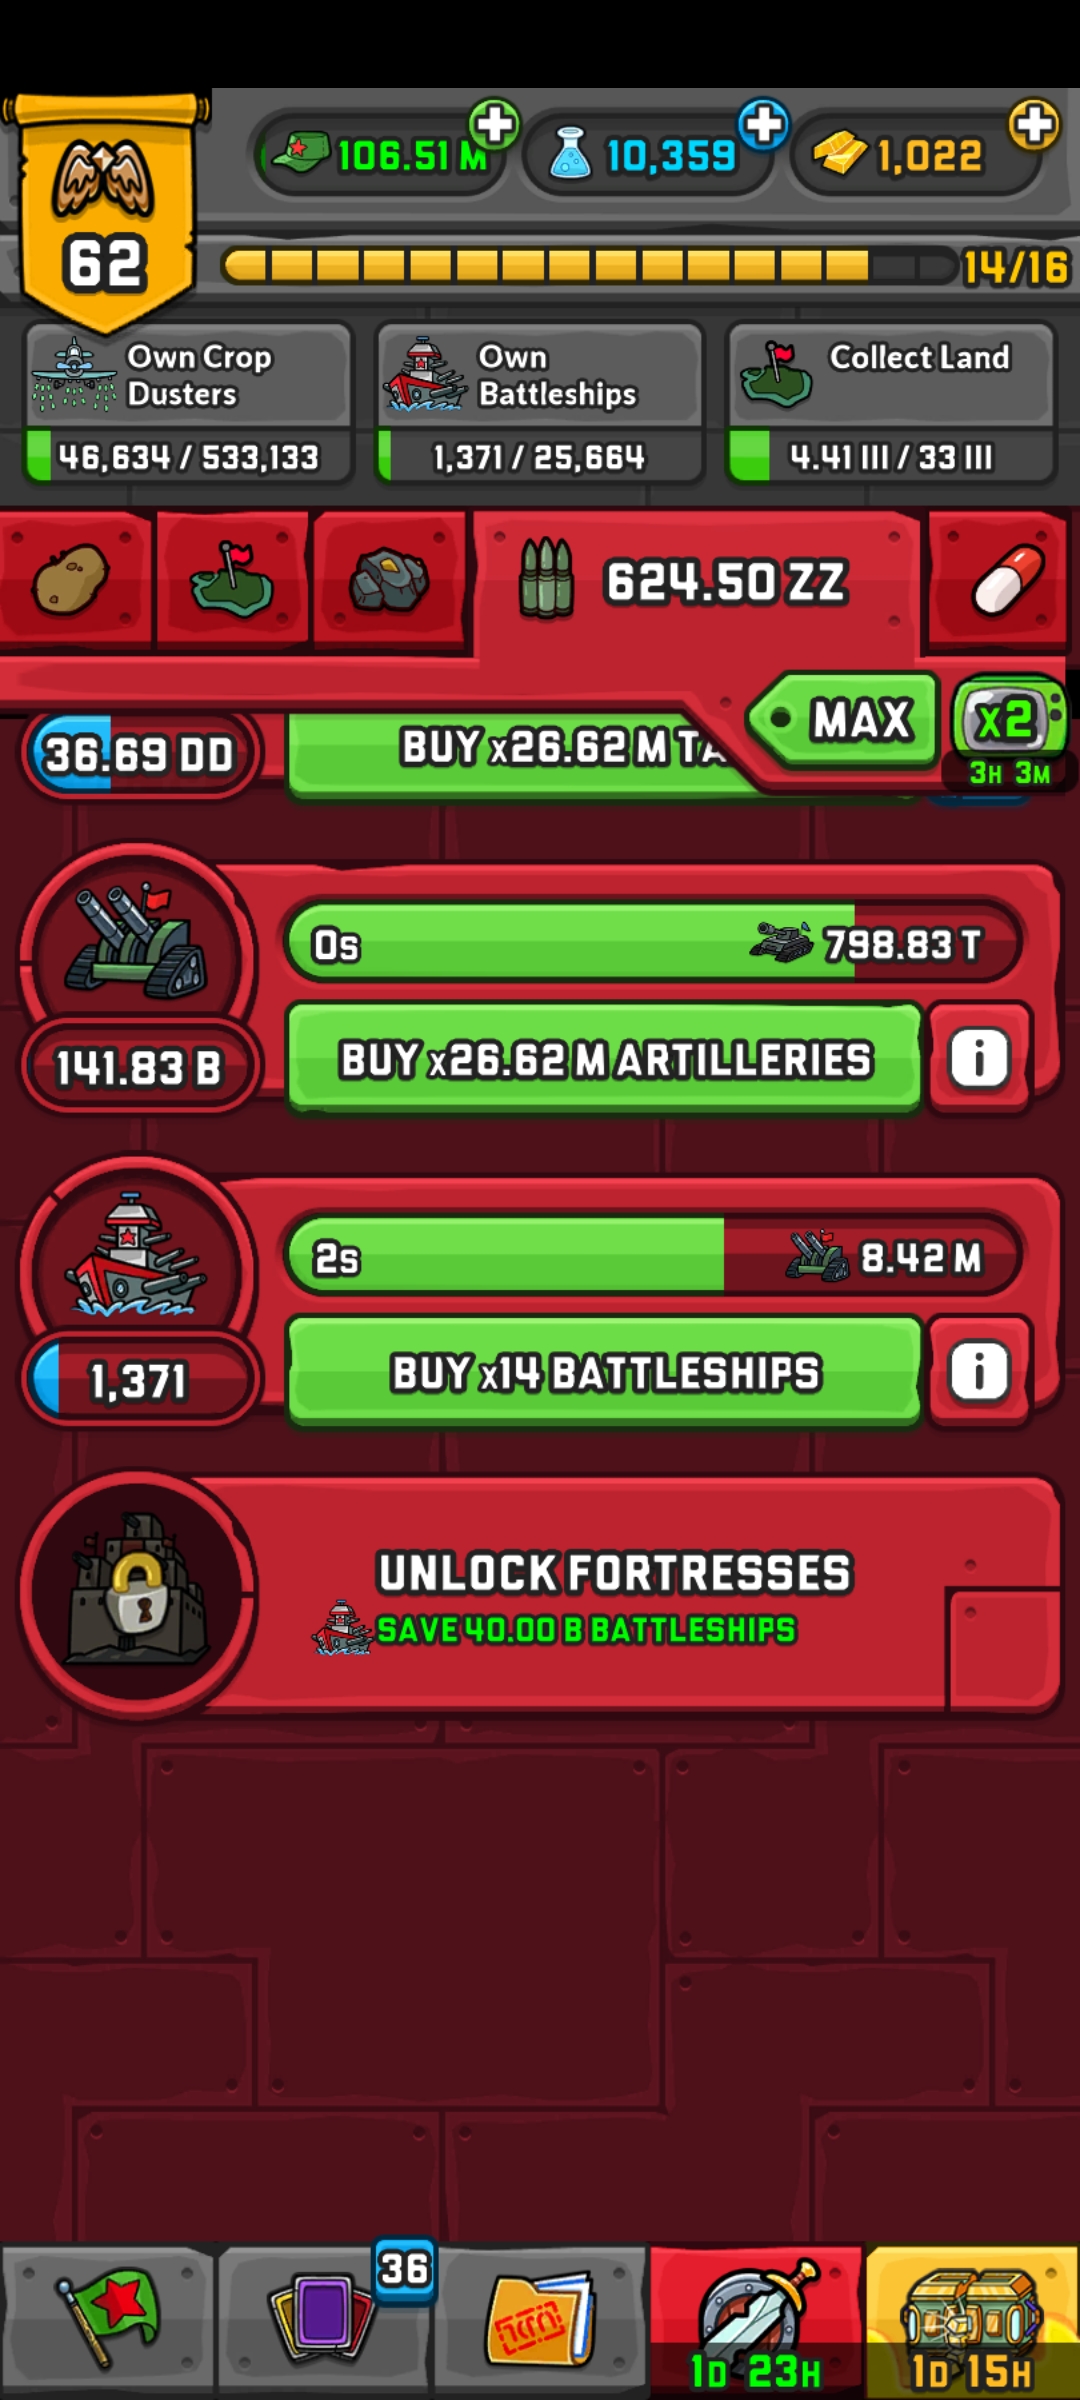 106.51 M
10,359
1,022
62
14/16
Own Crop
Dusters
46,634 / 533,133
Own
Battleships
1,371 / 25,664
Collect Land
4.41 III / 33 III
624.50 ZZ
MAX
x2
3H 3M
36.69 DD
BUY x26.62 M
0s
798.83 T
141.83 B
BUY x26.62 M ARTILLERIES
i
2s
8.42 M
1,371
BUY x14 BATTLESHIPS
i
UNLOCK FORTRESSES
SAVE 40.00 B BATTLESHIPS
36
1D 23H
1D 15H